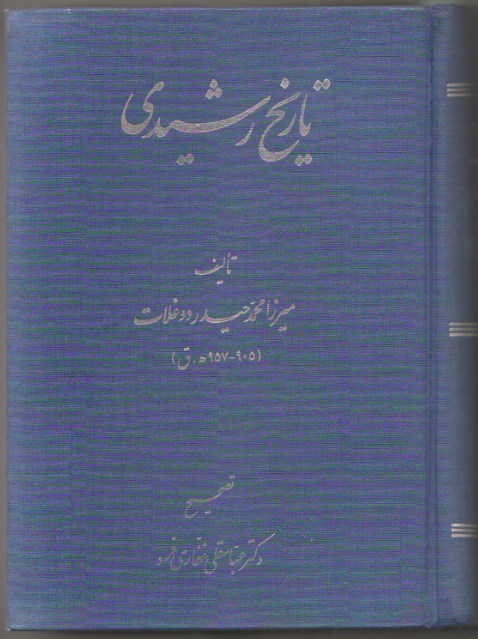 تاریخ رشیدی
تألیف
میرزا محمد حیدر دوغلات
(۹۰۵-۹۵۷ ه.ق)
تصحیح
دکتر عباسقلی غفاری فرد